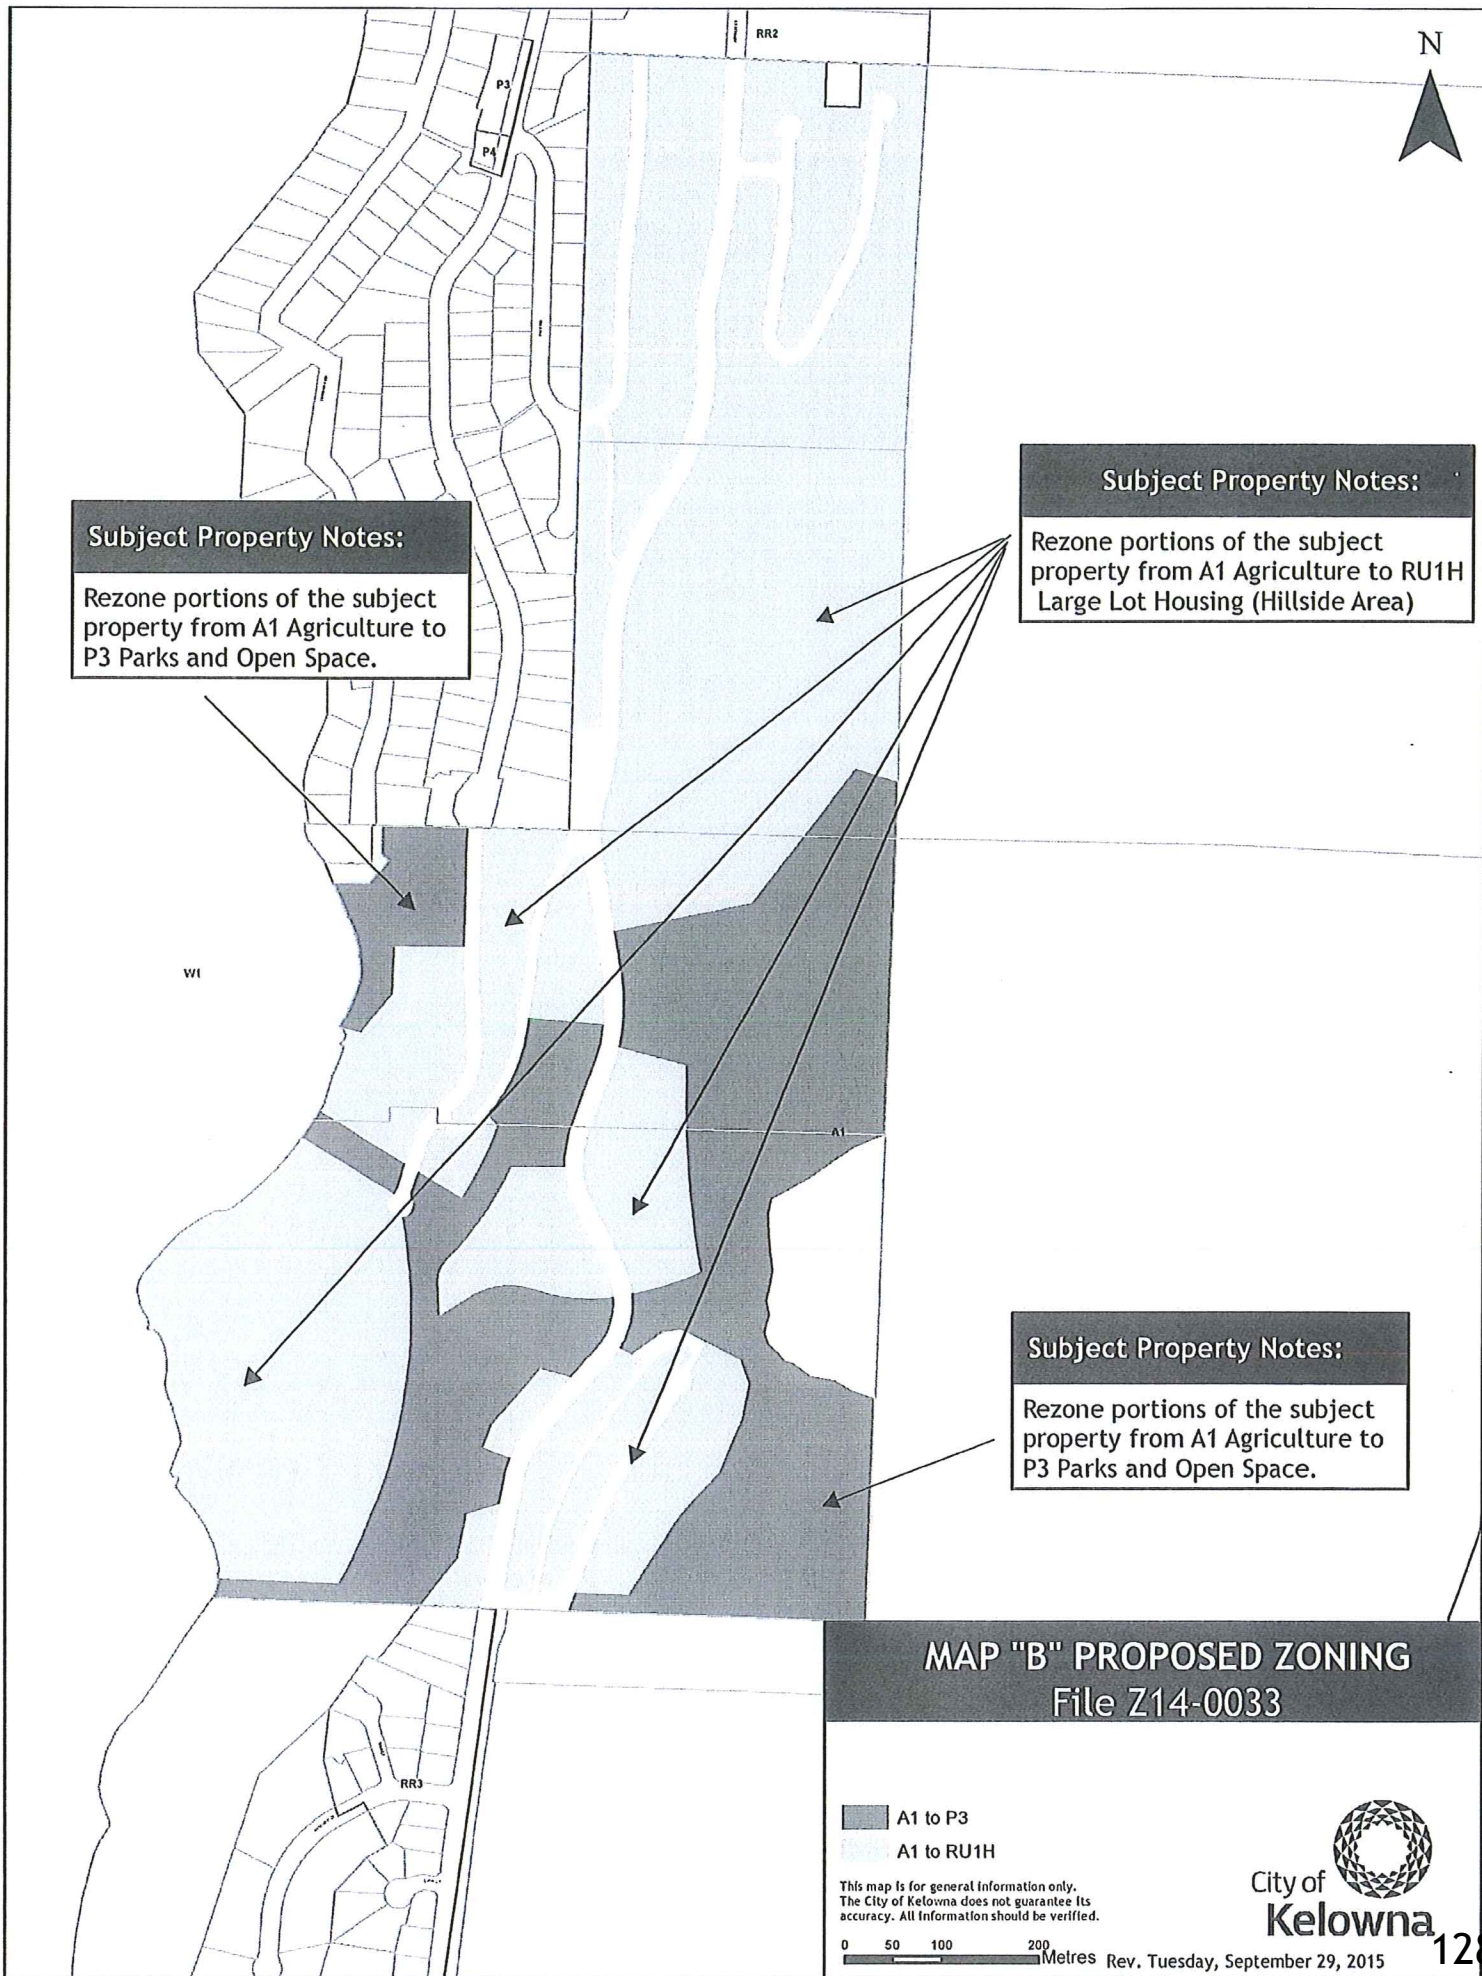 RR2
N
P3
P4
Subject Property Notes:
Rezone portions of the subject
property from A1 Agriculture to RU1H
Large Lot Housing (Hillside Area)
Subject Property Notes:
Rezone portions of the subject
property from A1 Agriculture to
P3 Parks and Open Space.
W1
A1
Subject Property Notes:
Rezone portions of the subject
property from A1 Agriculture to
P3 Parks and Open Space.
RR3
MAP "B" PROPOSED ZONING
File Z14-0033
A1 to P3
A1 to RU1H
This map is for general information only.
The City of Kelowna does not guarantee its
accuracy. All information should be verified.
0 50 100 200 Metres
City of
Kelowna
Rev. Tuesday, September 29, 2015